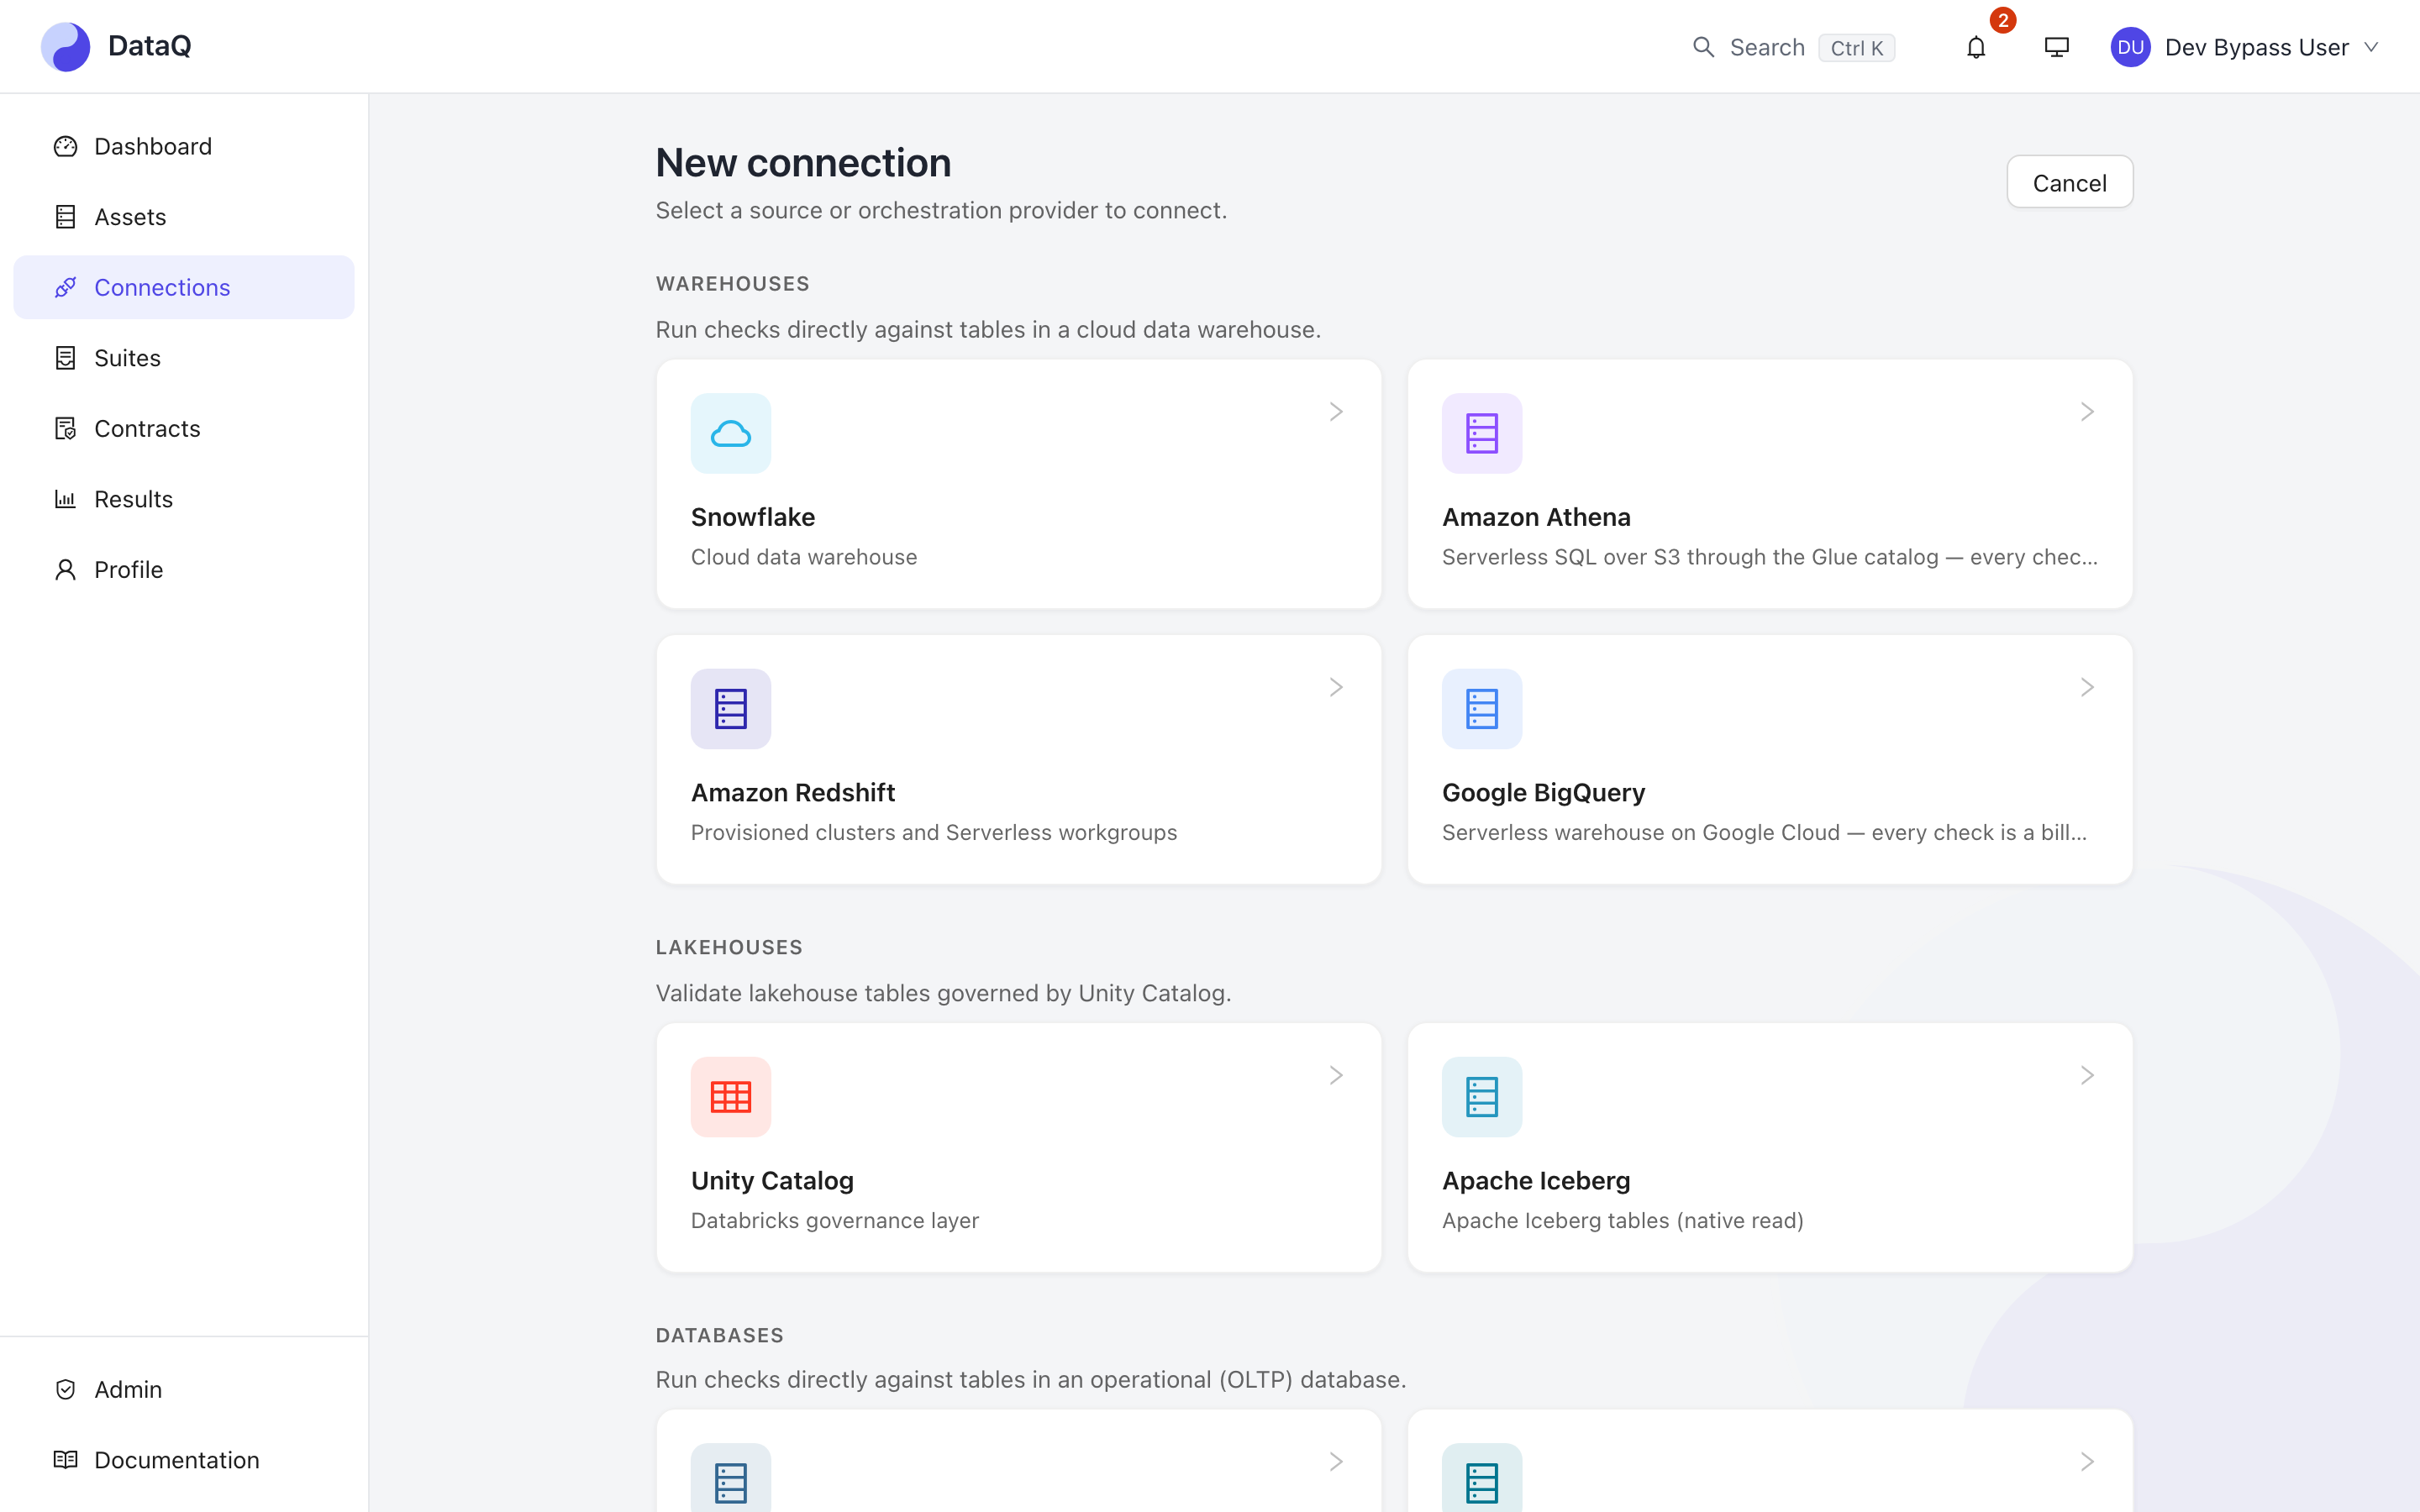 DataQ
Search Ctrl K
2
DU Dev Bypass User
Dashboard
Assets
Connections
Suites
Contracts
Results
Profile
Admin
Documentation
New connection
Select a source or orchestration provider to connect.
Cancel
WAREHOUSES
Run checks directly against tables in a cloud data warehouse.
Snowflake
Cloud data warehouse
Amazon Athena
Serverless SQL over S3 through the Glue catalog — every chec...
Amazon Redshift
Provisioned clusters and Serverless workgroups
Google BigQuery
Serverless warehouse on Google Cloud — every check is a bill...
LAKEHOUSES
Validate lakehouse tables governed by Unity Catalog.
Unity Catalog
Databricks governance layer
Apache Iceberg
Apache Iceberg tables (native read)
DATABASES
Run checks directly against tables in an operational (OLTP) database.